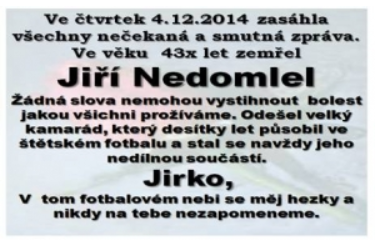 Ve čtvrtek 4.12.2014 zasáhla
všechny nečekaná a smutná zpráva.
Ve věku 43x let zemřel
Jiří Nedomlel
Žádná slova nemohou vystihnout bolest
jakou všichni prožíváme. Odešel velký
kamarád, který desítky let působil ve
štětském fotbalu a stal se navždy jeho
nedílnou součástí.
Jirko,
V tom fotbalovém nebi se měj hezky a
nikdy na tebe nezapomeneme.